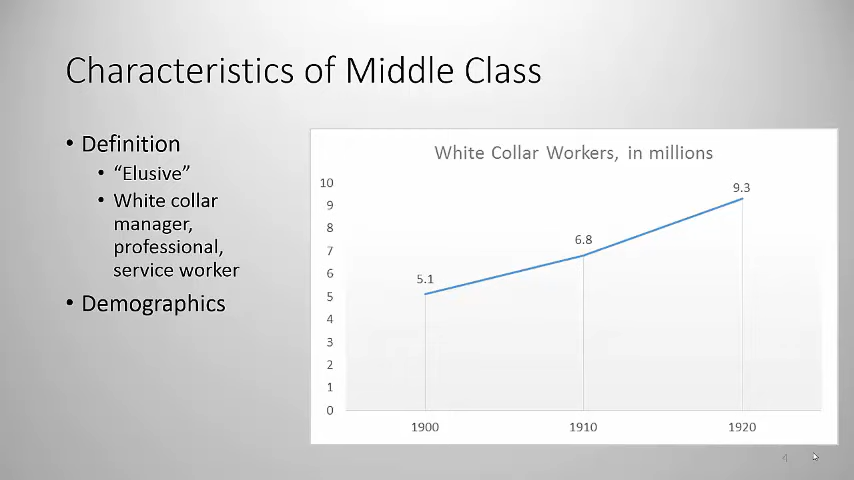 Characteristics of Middle Class
• Definition
• “Elusive”
• White collar
manager,
professional,
service worker
• Demographics
White Collar Workers, in millions
10
9
8
7
6
5
4
3
2
1
0
5.1
6.8
9.3
1900 1910 1920